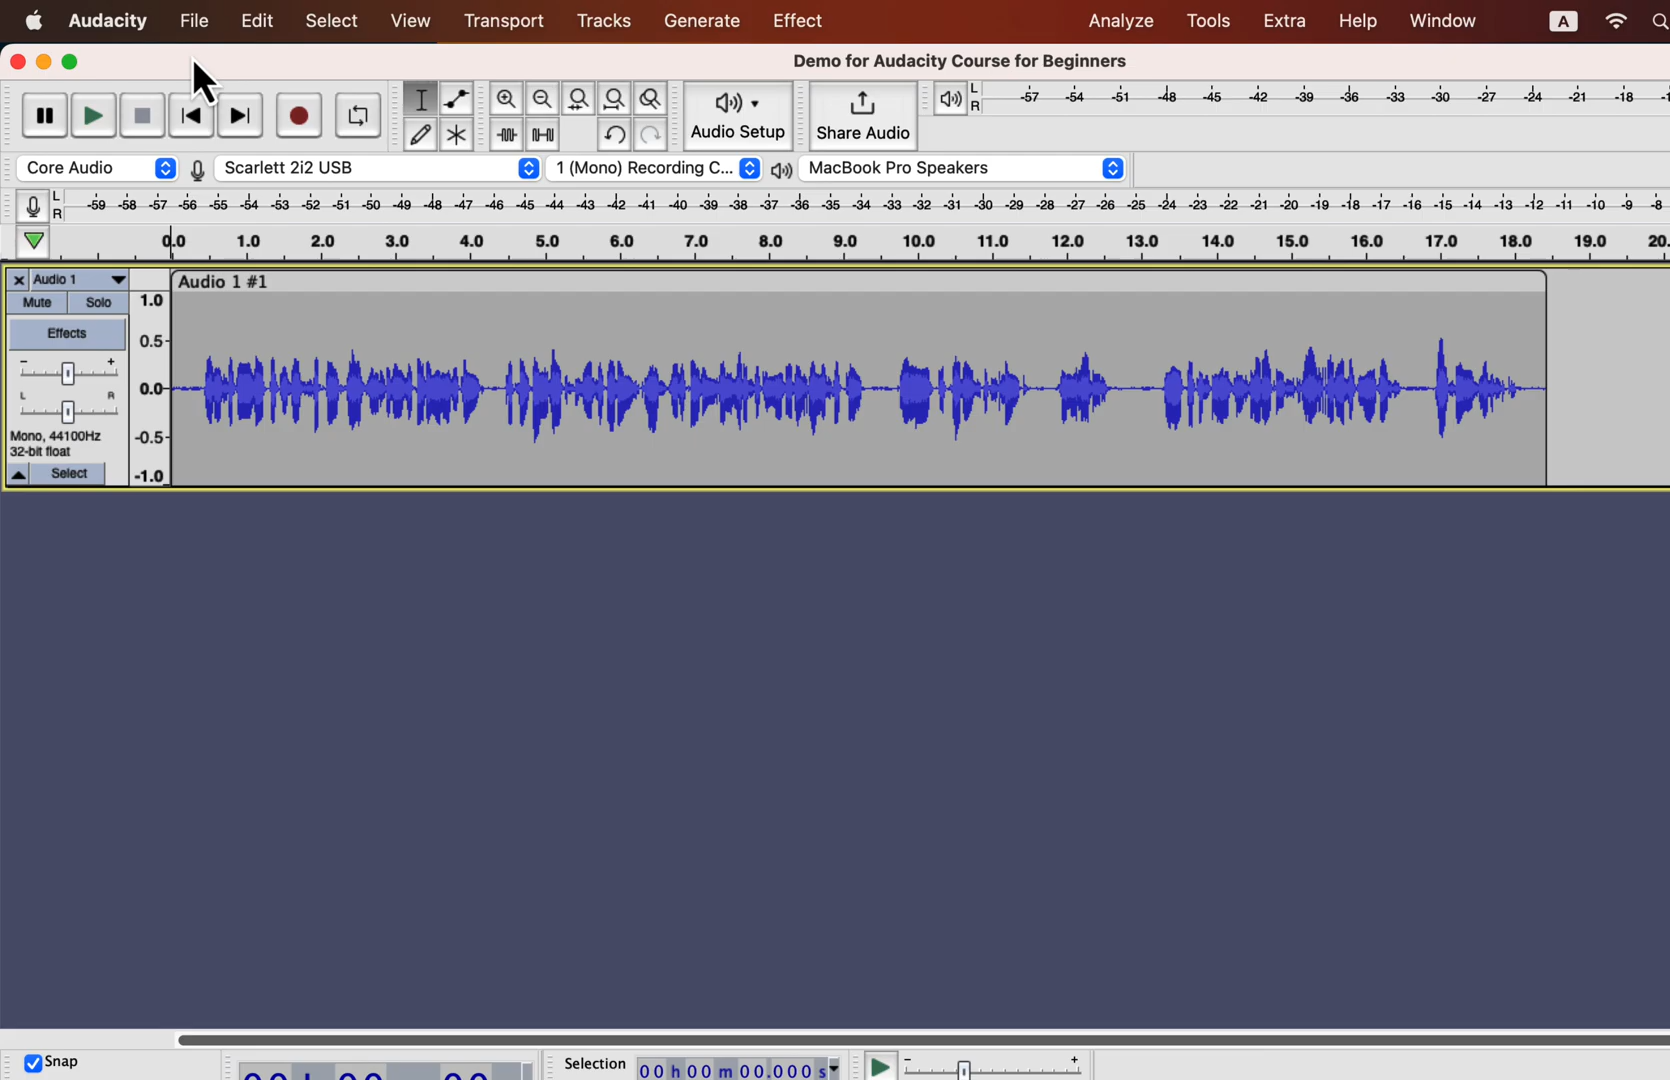 Audacity File Edit Select View Transport Tracks Generate Effect Analyze Tools Extra Help Window A
Demo for Audacity Course for Beginners
Audio Setup
Share Audio
L
R
-57 -54 -51 -48 -45 -42 -39 -36 -33 -30 -27 -24 -21 -18
Core Audio
Scarlett 2i2 USB
1 (Mono) Recording C...
MacBook Pro Speakers
L
R
-59 -58 -57 -56 -55 -54 -53 -52 -51 -50 -49 -48 -47 -46 -45 -44 -43 -42 -41 -40 -39 -38 -37 -36 -35 -34 -33 -32 -31 -30 -29 -28 -27 -26 -25 -24 -23 -22 -21 -20 -19 -18 -17 -16 -15 -14 -13 -12 -11 -10 -9 -8
0.0 1.0 2.0 3.0 4.0 5.0 6.0 7.0 8.0 9.0 10.0 11.0 12.0 13.0 14.0 15.0 16.0 17.0 18.0 19.0 20.
Audio 1
Mute Solo
Effects
- +
L R
Mono, 44100Hz
32-bit float
Select
1.0
0.5
0.0
-0.5
-1.0
Audio 1 #1
Snap
Selection
00 h 00 m 00.000 s
- +